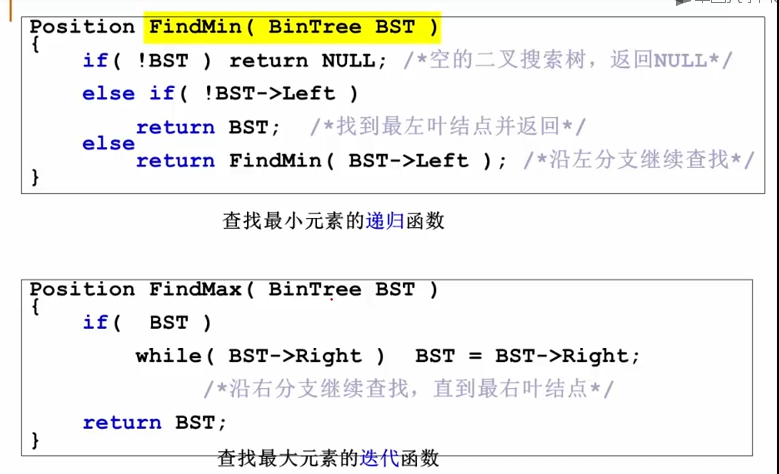 Position FindMin( BinTree BST )
{
if( !BST ) return NULL; /*空的二叉搜索树，返回NULL*/
else if( !BST->Left )
return BST; /*找到最左叶结点并返回*/
else
return FindMin( BST->Left ); /*沿左分支继续查找*/
}
查找最小元素的递归函数
Position FindMax( BinTree BST )
{
if( BST )
while( BST->Right ) BST = BST->Right;
/*沿右分支继续查找，直到最右叶结点*/
return BST;
}
查找最大元素的迭代函数